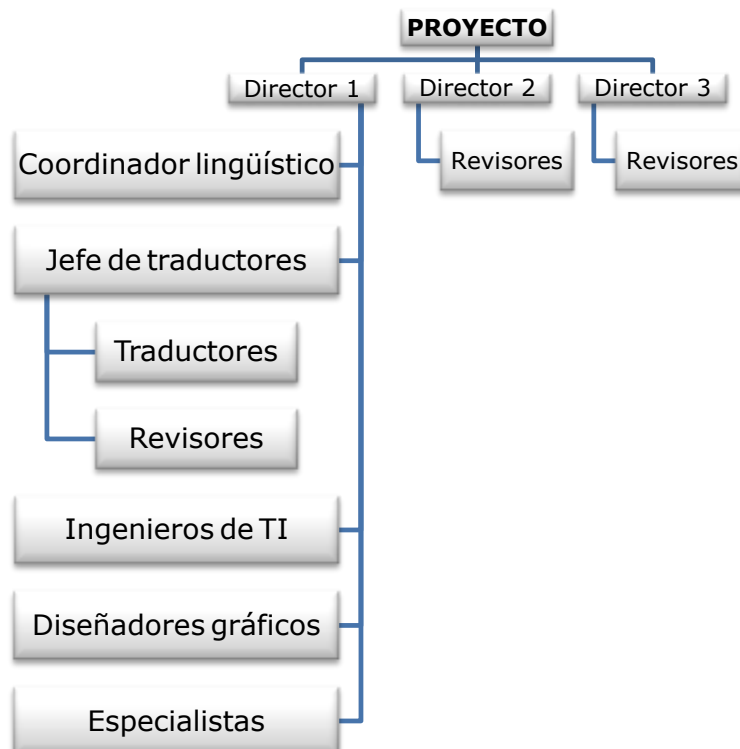 PROYECTO
Director 1
Director 2
Director 3
Coordinador lingüístico
Revisores
Revisores
Jefe de traductores
Traductores
Revisores
Ingenieros de TI
Diseñadores gráficos
Especialistas